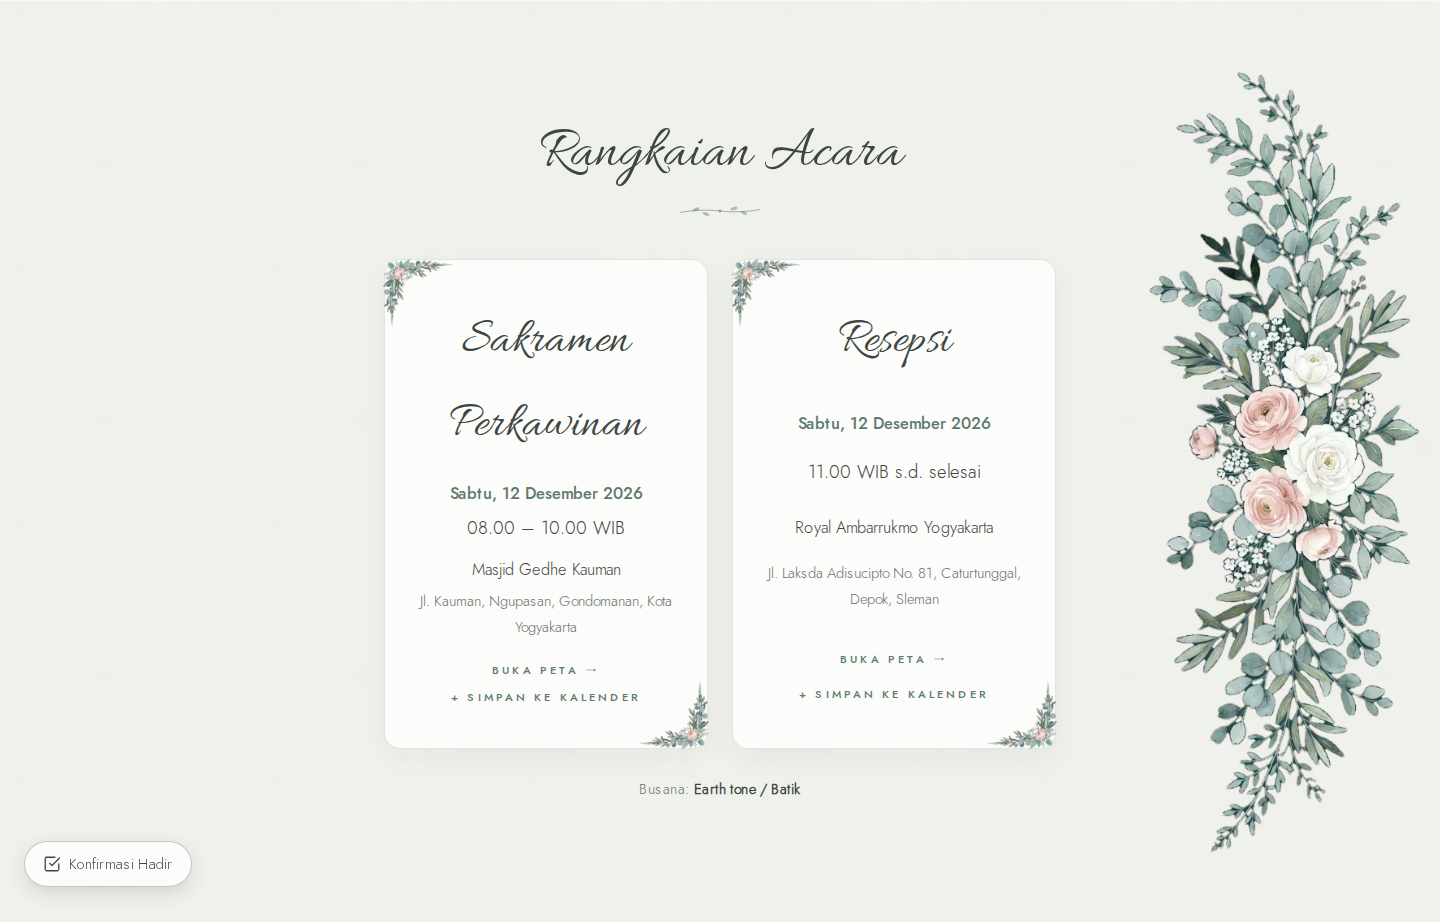 Rangkaian Acara
Sakramen
Perkawinan
Sabtu, 12 Desember 2026
08.00 – 10.00 WIB
Masjid Gedhe Kauman
Jl. Kauman, Ngupasan, Gondomanan, Kota
Yogyakarta
BUKA PETA →
+ SIMPAN KE KALENDER
Resepsi
Sabtu, 12 Desember 2026
11.00 WIB s.d. selesai
Royal Ambarrukmo Yogyakarta
Jl. Laksda Adisucipto No. 81, Caturtunggal,
Depok, Sleman
BUKA PETA →
+ SIMPAN KE KALENDER
Busana: Earth tone / Batik
Konfirmasi Hadir